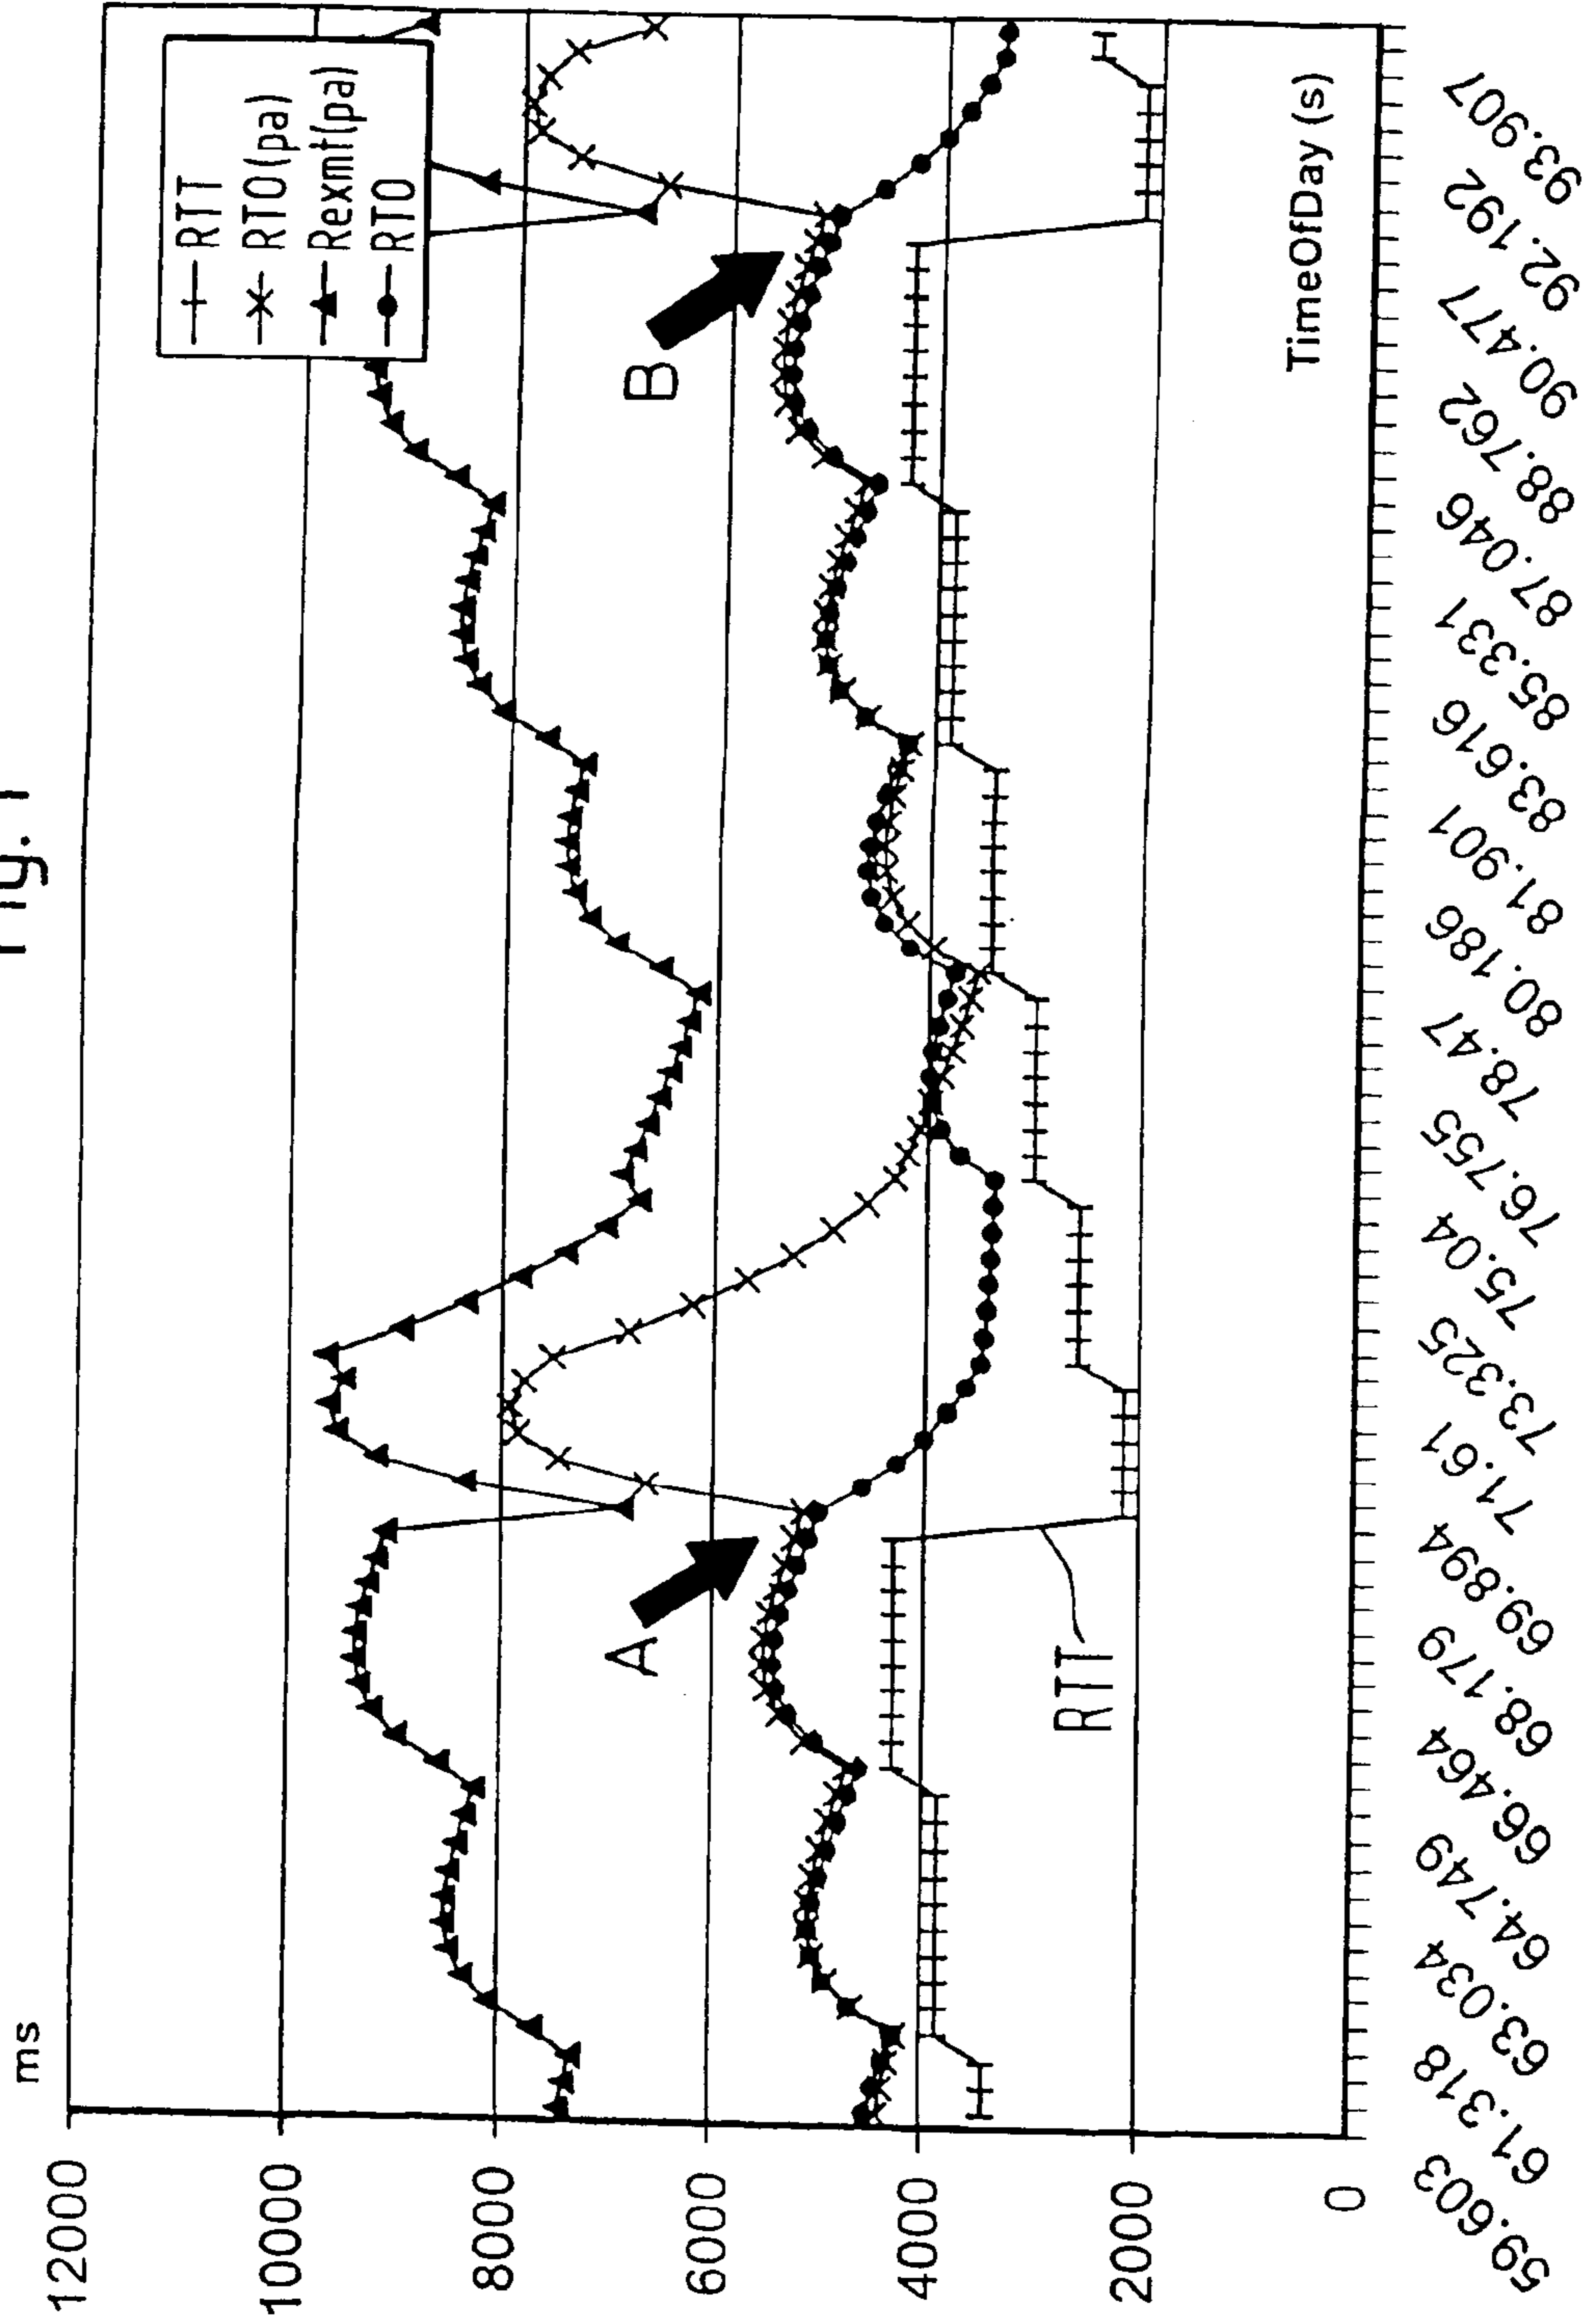 Fig. 1
ms
12000
10000
8000
6000
4000
2000
0
RTT
RTO(pa)
Rexmt(pa)
RTO
A
B
RTT
TimeOfDay (s)
59.603
61.318
63.034
64.749
66.464
68.179
69.894
71.61
73.325
75.04
76.755
78.47
80.186
81.901
83.616
85.331
87.046
88.762
90.477
92.192
93.907